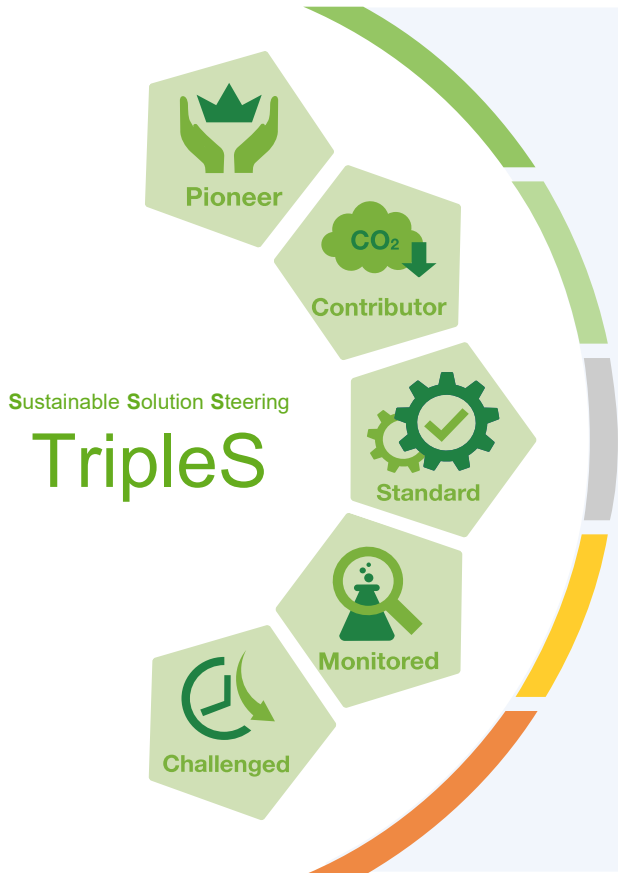 Pioneer
CO₂
Contributor
Sustainable Solution Steering
TripleS
Standard
Monitored
Challenged